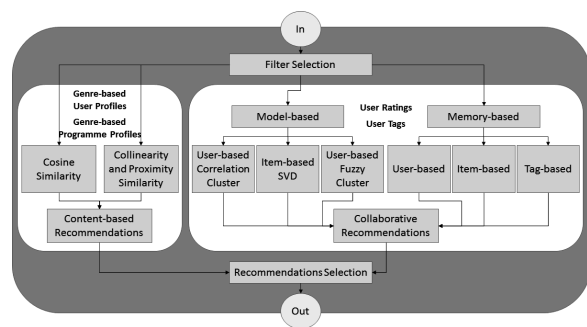 In
Filter Selection
Genre-based
User Profiles
Genre-based
Programme Profiles
Cosine
Similarity
Collinearity
and Proximity
Similarity
Content-based
Recommendations
Model-based
User Ratings
User Tags
Memory-based
User-based
Correlation
Cluster
Item-based
SVD
User-based
Fuzzy
Cluster
User-based
Item-based
Tag-based
Collaborative
Recommendations
Recommendations Selection
Out